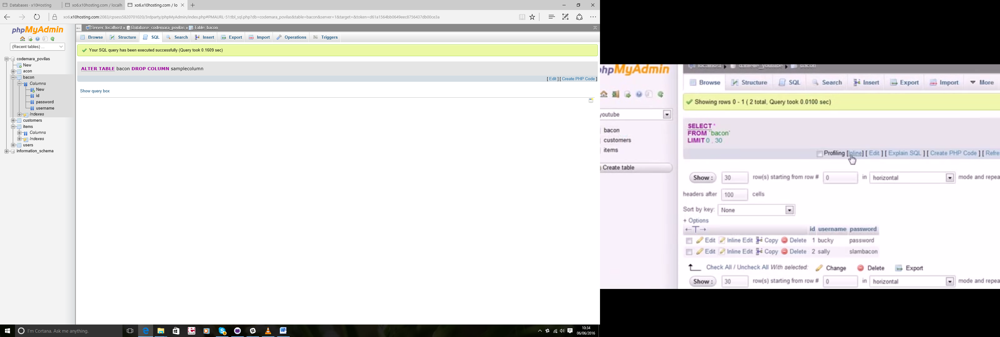 Databases - x10Hosting
xo6.x10hosting.com / localh
xo6.x10hosting.com / lo
xo6.x10hosting.com:2083/cpsess5820701020/3rdparty/phpMyAdmin/index.php#PMAURL-51:tbl_sql.php?db=codemara_povilas&table=bacon&server=1&target=&token=d61a1564bb0649eec8756437db00ce3a
phpMyAdmin
(Recent tables) ...
codemara_povilas
New
acon
bacon
Columns
New
id
password
username
Indexes
customers
items
Columns
Indexes
users
information_schema
Server: localhost » Database: codemara_povilas » Table: bacon
Browse Structure SQL Search Insert Export Import Operations Triggers
Your SQL query has been executed successfully (Query took 0.1609 sec)
ALTER TABLE bacon DROP COLUMN samplecolumn
[ Edit ] [ Create PHP Code ]
Show query box
I'm Cortana. Ask me anything.
10:34
06/06/2016
hpMyAdmin
youtube
bacon
customers
items
Create table
localhost danielle_youtube bacon
Browse Structure SQL Search Insert Export Import More
Showing rows 0 - 1 ( 2 total, Query took 0.0100 sec)
SELECT *
FROM `bacon`
LIMIT 0 , 30
Profiling [Inline] [ Edit ] [ Explain SQL ] [ Create PHP Code ] [ Refre
Show : 30 row(s) starting from row # 0 in horizontal mode and repea
headers after 100 cells
Sort by key: None
+ Options
←T→ id username password
Edit Inline Edit Copy Delete 1 bucky password
Edit Inline Edit Copy Delete 2 sally slambacon
Check All / Uncheck All With selected: Change Delete Export
Show : 30 row(s) starting from row # 0 in horizontal mode and repea